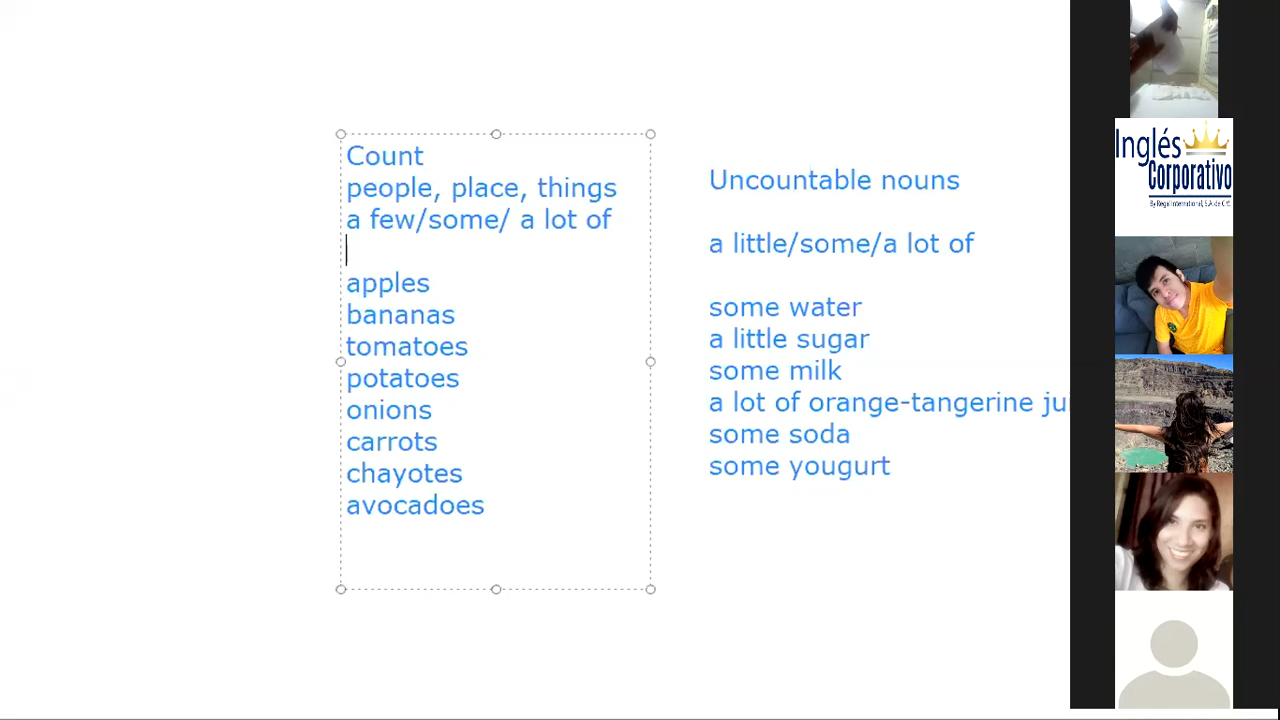 Count
people, place, things
a few/some/ a lot of
apples
bananas
tomatoes
potatoes
onions
carrots
chayotes
avocadoes
Uncountable nouns
a little/some/a lot of
some water
a little sugar
some milk
a lot of orange-tangerine
some soda
some yougurt
Inglés
Corporativo